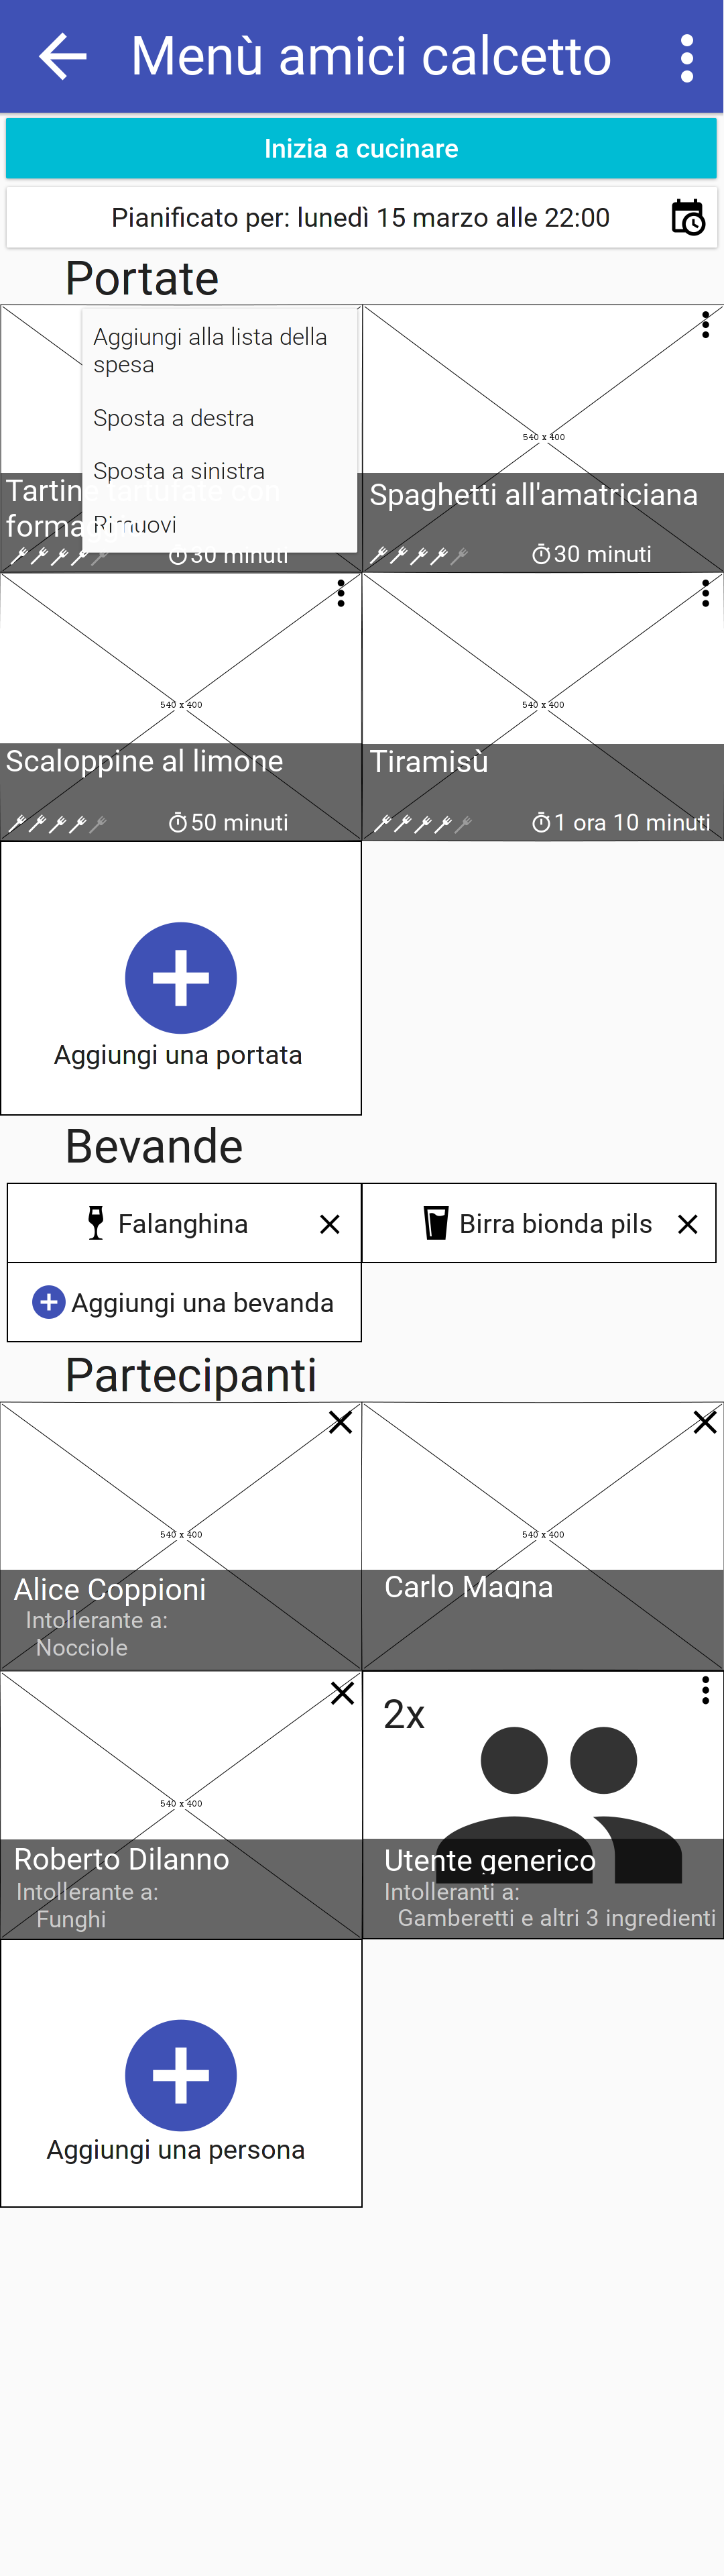 Menù amici calcetto
Inizia a cucinare
Pianificato per: lunedì 15 marzo alle 22:00
Portate
Aggiungi alla lista della
spesa
Sposta a destra
Sposta a sinistra
Rimuovi
Tartine tartufate con
30 minuti
540 x 400
Spaghetti all'amatriciana
30 minuti
540 x 400
Scaloppine al limone
50 minuti
540 x 400
Tiramisù
1 ora 10 minuti
Aggiungi una portata
Bevande
Falanghina
Birra bionda pils
Aggiungi una bevanda
Partecipanti
540 x 400
Alice Coppioni
Intollerante a:
Nocciole
540 x 400
Carlo Magna
540 x 400
Roberto Dilanno
Intollerante a:
Funghi
2x
Utente generico
Intolleranti a:
Gamberetti e altri 3 ingredienti
Aggiungi una persona